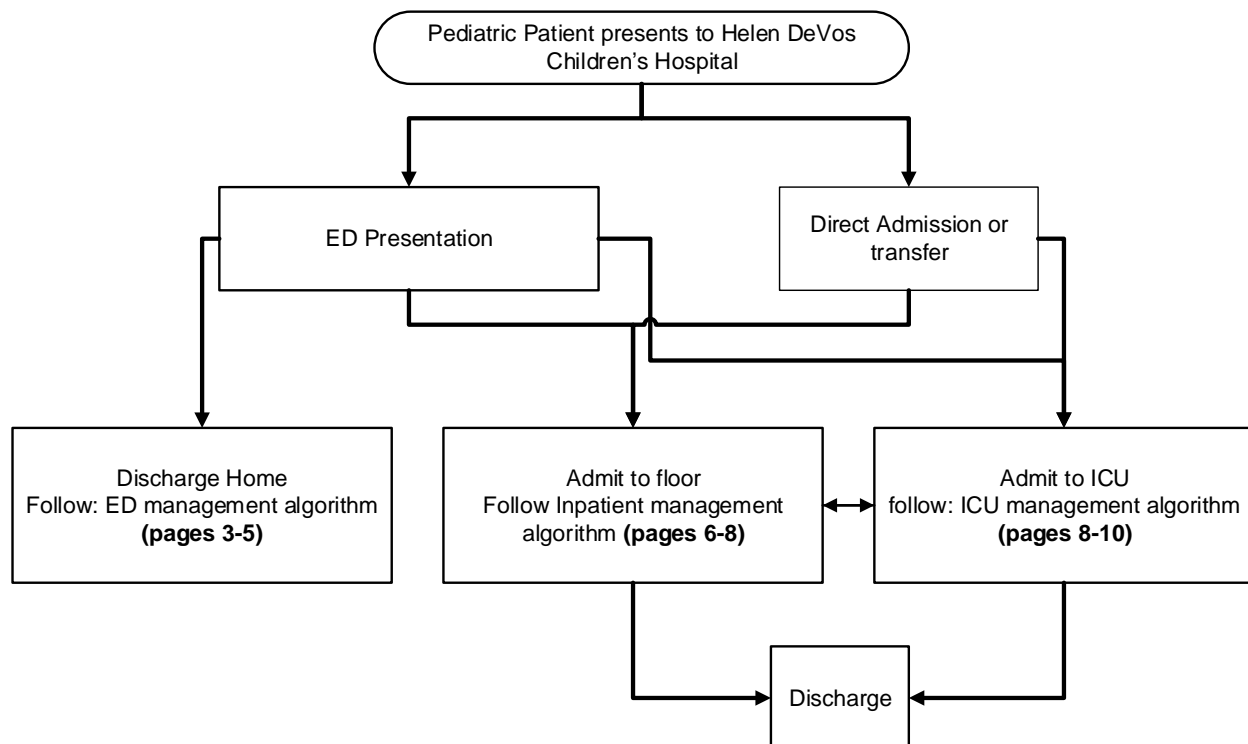 Pediatric Patient presents to Helen DeVos
Children’s Hospital
ED Presentation
Direct Admission or
transfer
Discharge Home
Follow: ED management algorithm
(pages 3-5)
Admit to floor
Follow Inpatient management
algorithm (pages 6-8)
Admit to ICU
follow: ICU management algorithm
(pages 8-10)
Discharge